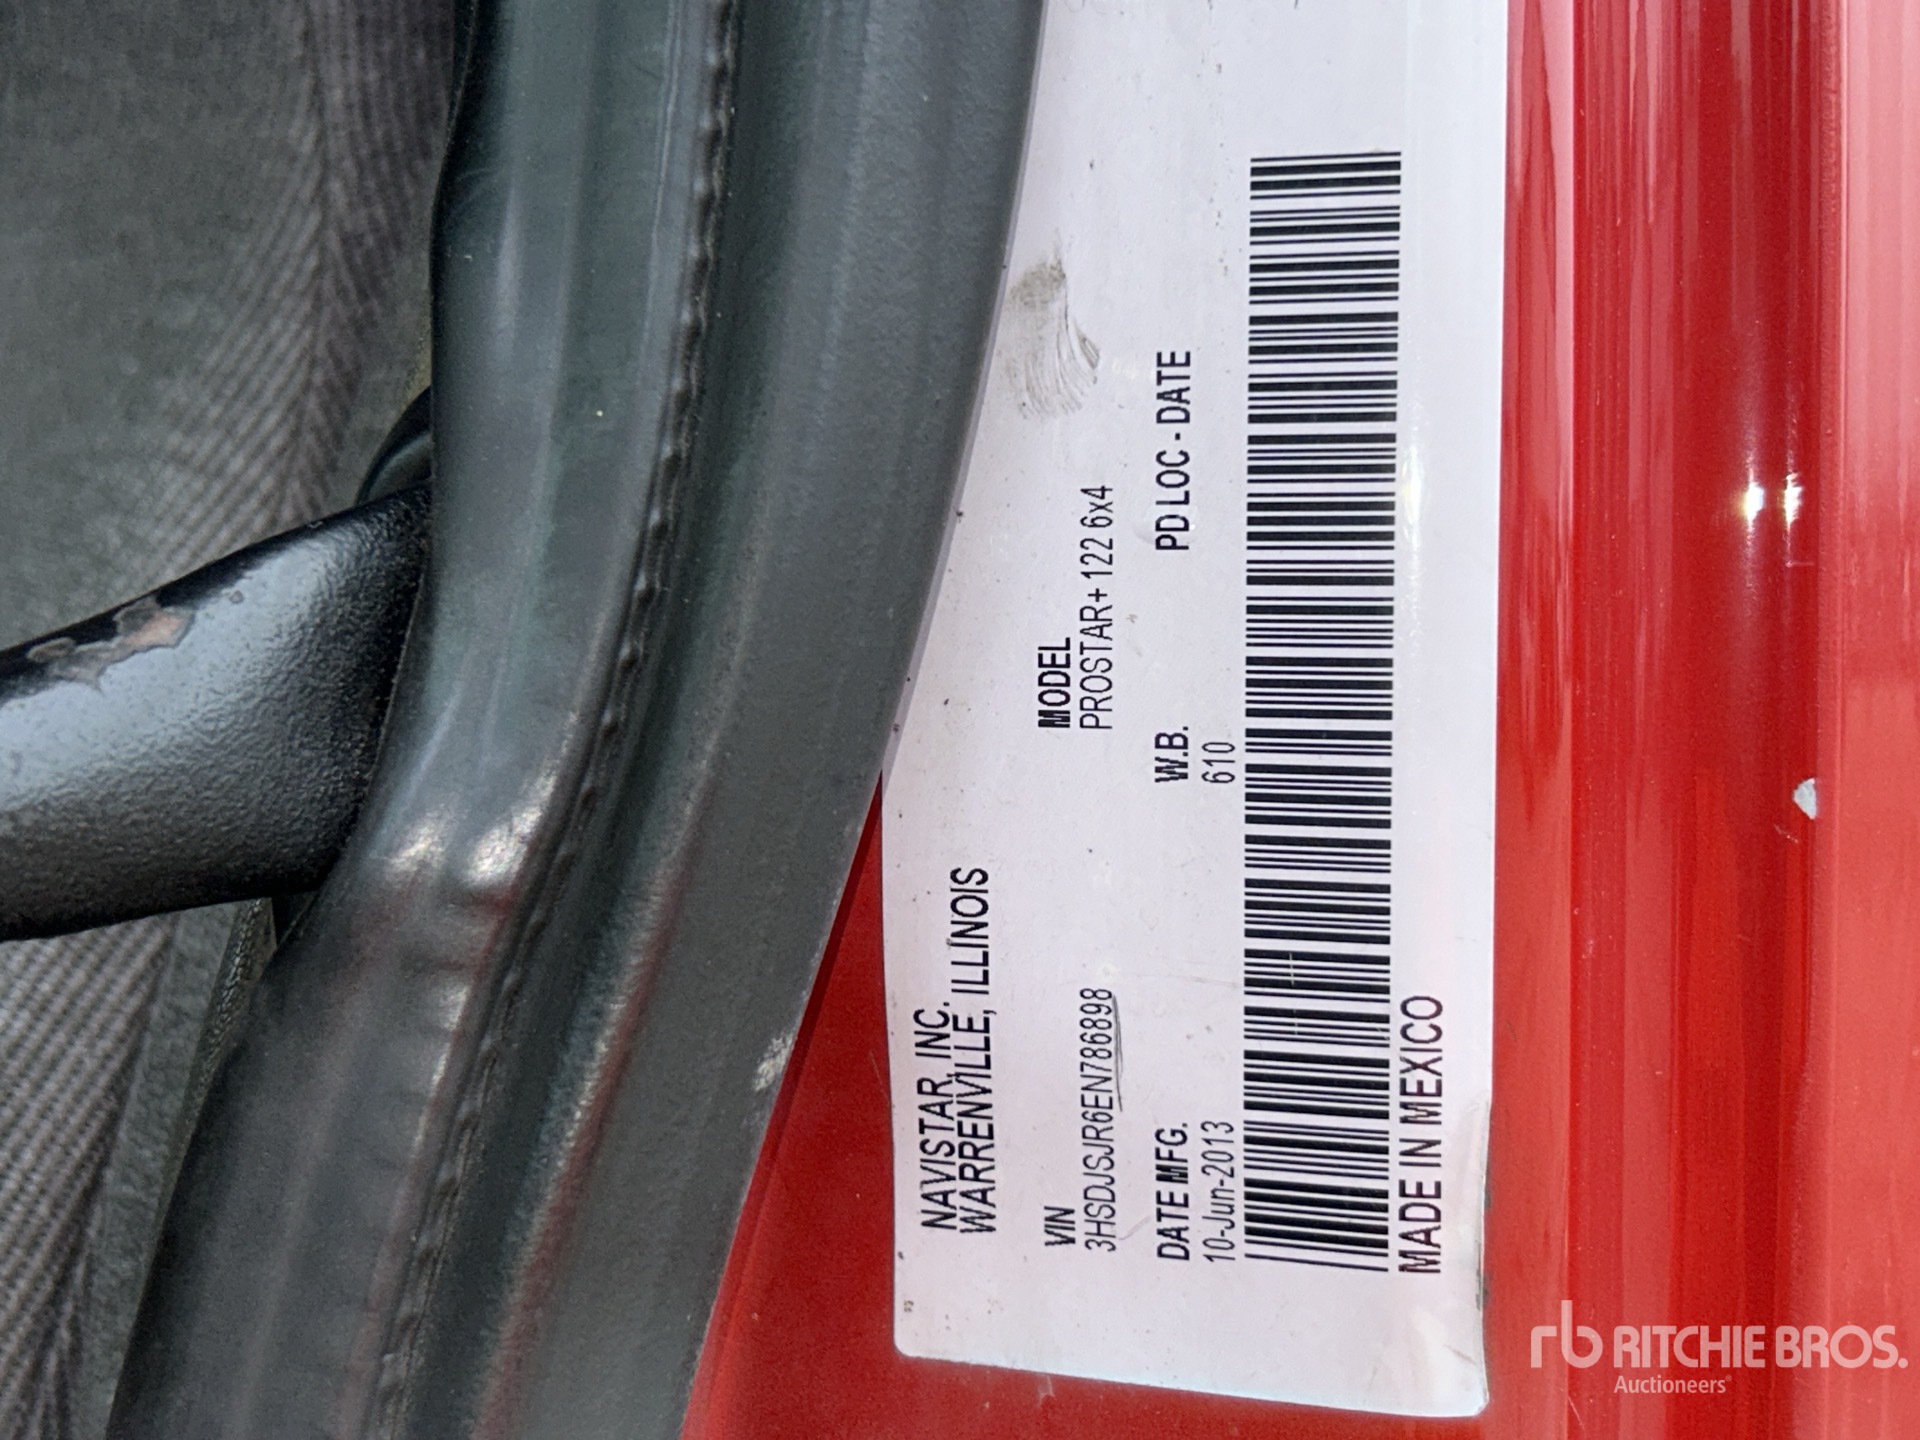 NAVISTAR, INC.
WARRENVILLE, ILLINOIS
VIN
3HSDJSJR6EN786898
MODEL
PROSTAR+ 122 6x4
DATE MFG.
10-Jun-2013
W.B.
610
PD LOC - DATE
MADE IN MEXICO
rb RITCHIE BROS.
Auctioneers®